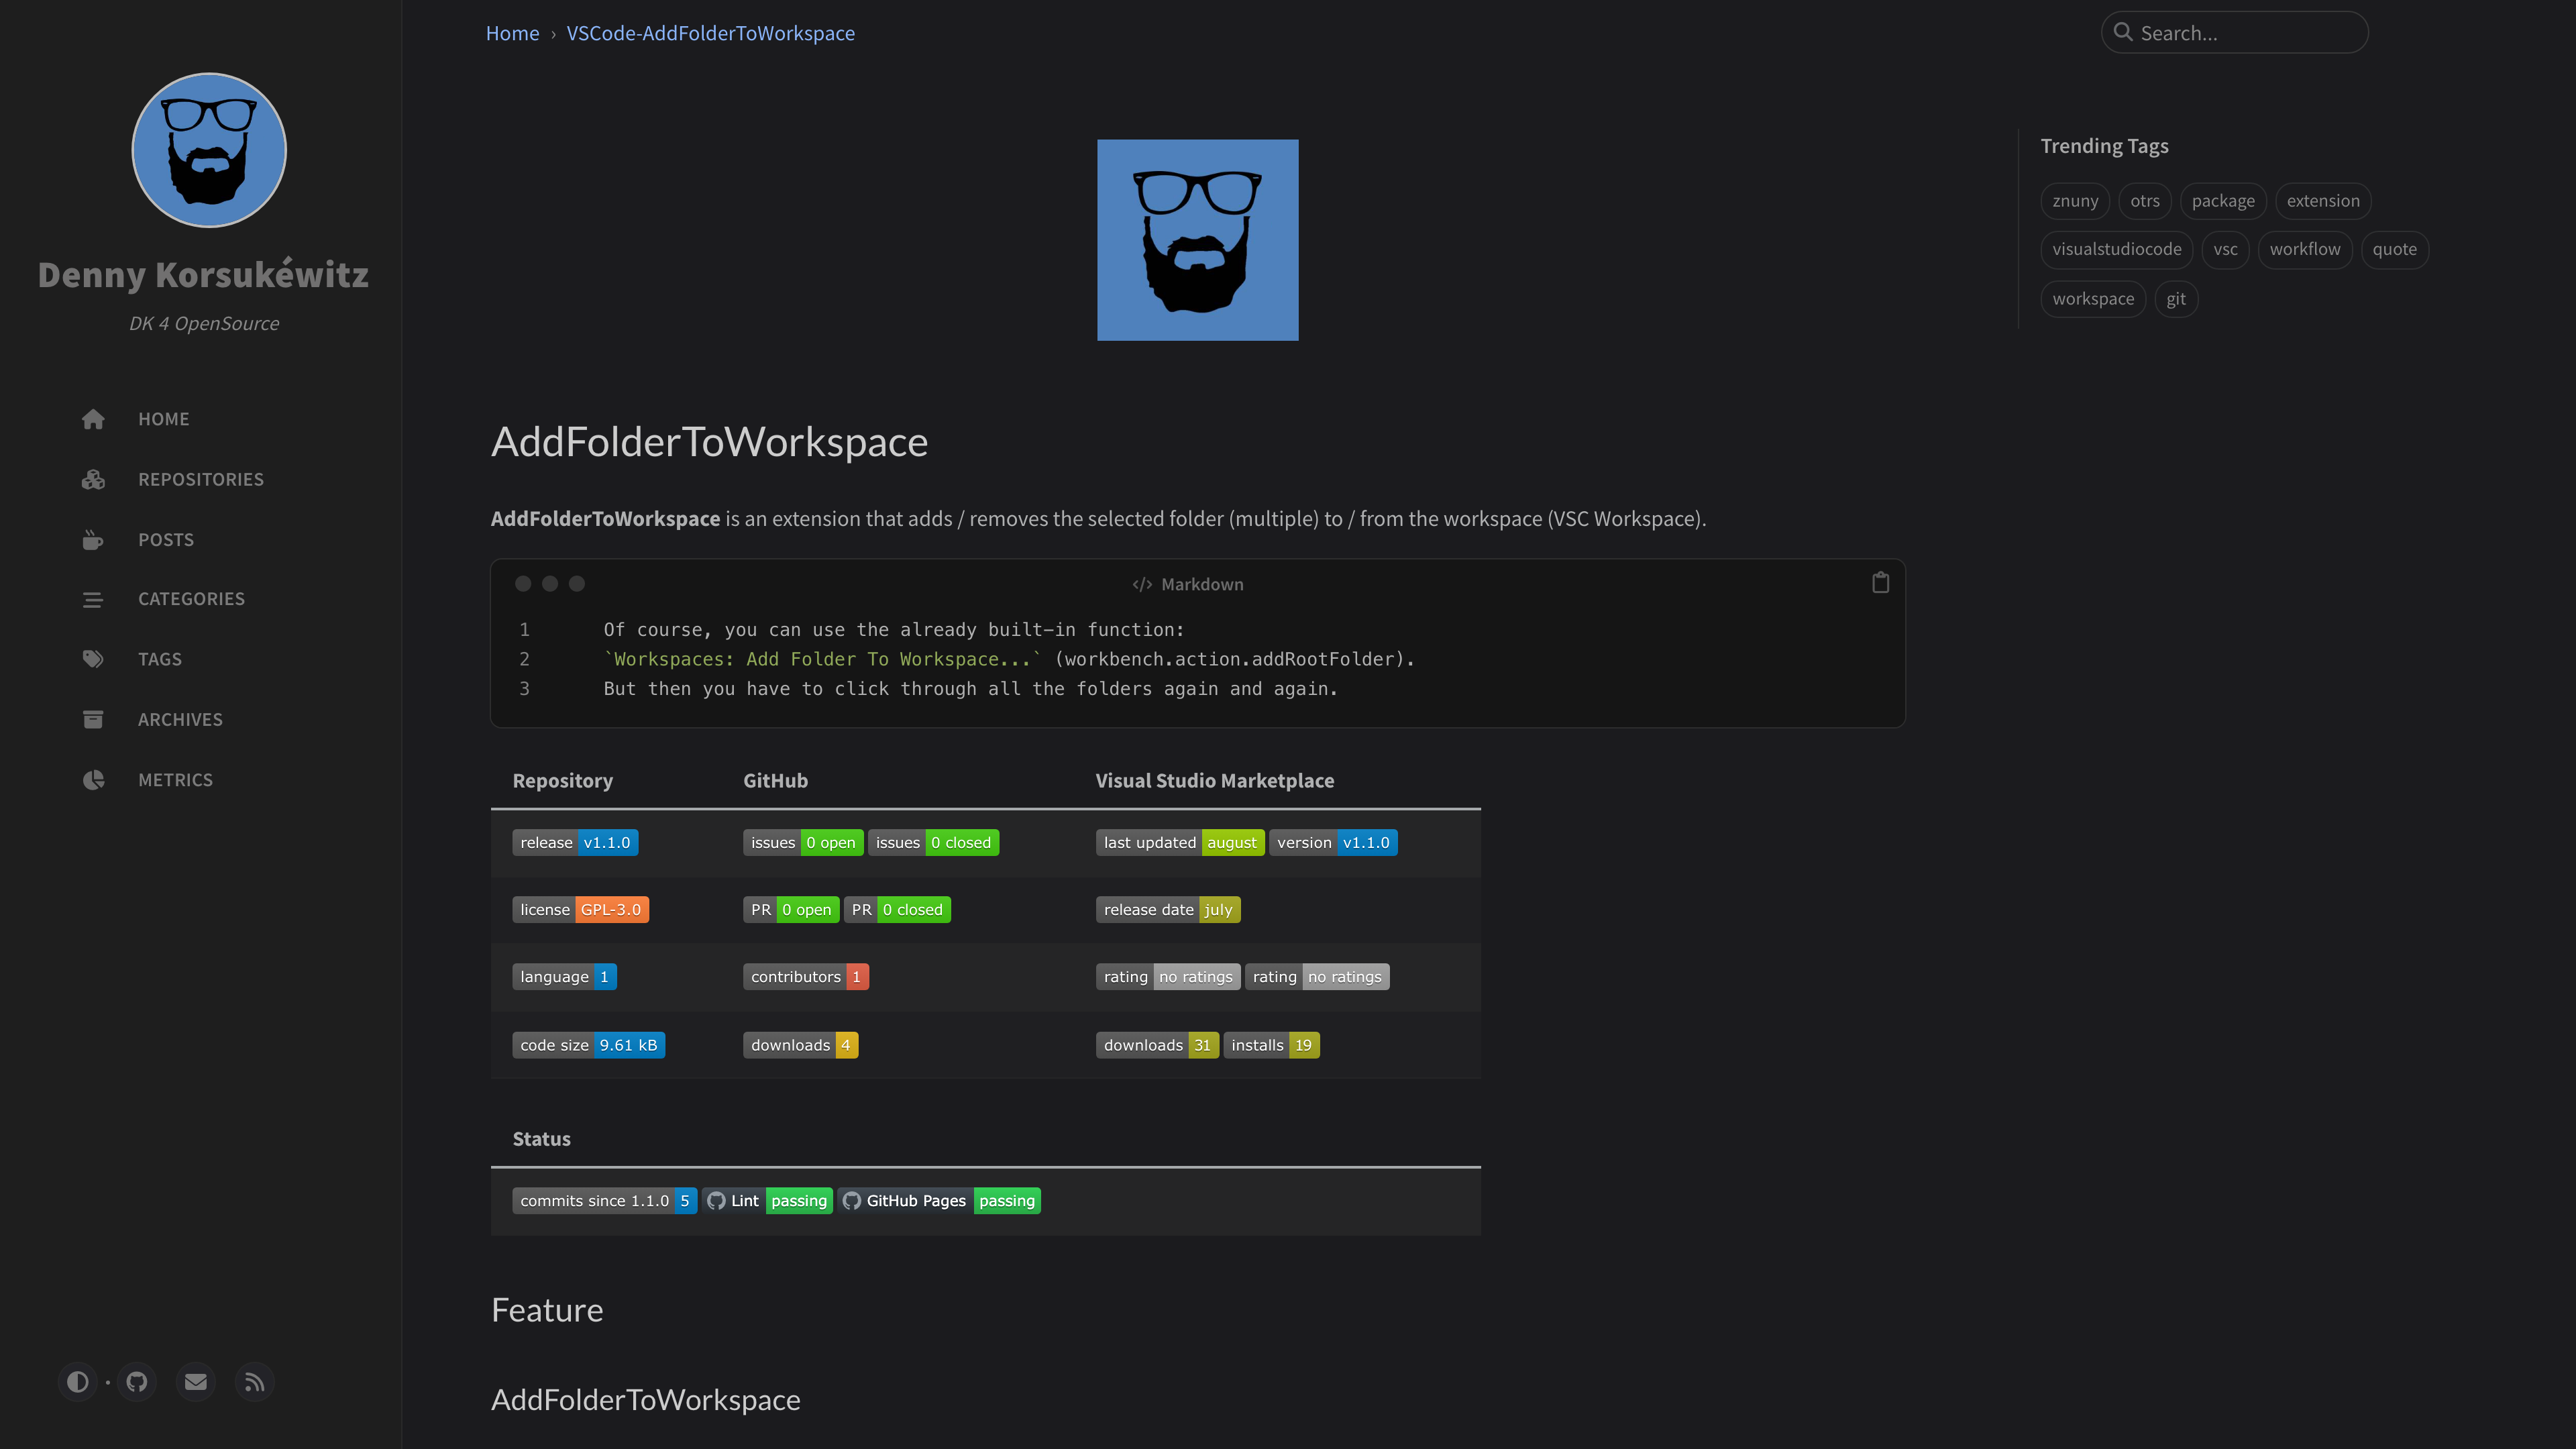 Denny Korsukéwitz
DK 4 OpenSource
HOME
REPOSITORIES
POSTS
CATEGORIES
TAGS
ARCHIVES
METRICS
Home › VSCode-AddFolderToWorkspace
Search...
AddFolderToWorkspace
AddFolderToWorkspace is an extension that adds / removes the selected folder (multiple) to / from the workspace (VSC Workspace).
</> Markdown
1 Of course, you can use the already built-in function:
2 `Workspaces: Add Folder To Workspace...` (workbench.action.addRootFolder).
3 But then you have to click through all the folders again and again.
Repository GitHub Visual Studio Marketplace
release v1.1.0 issues 0 open issues 0 closed last updated august version v1.1.0
license GPL-3.0 PR 0 open PR 0 closed release date july
language 1 contributors 1 rating no ratings rating no ratings
code size 9.61 kB downloads 4 downloads 31 installs 19
Status
commits since 1.1.0 5 Lint passing GitHub Pages passing
Feature
AddFolderToWorkspace
Trending Tags
znuny otrs package extension
visualstudiocode vsc workflow quote
workspace git